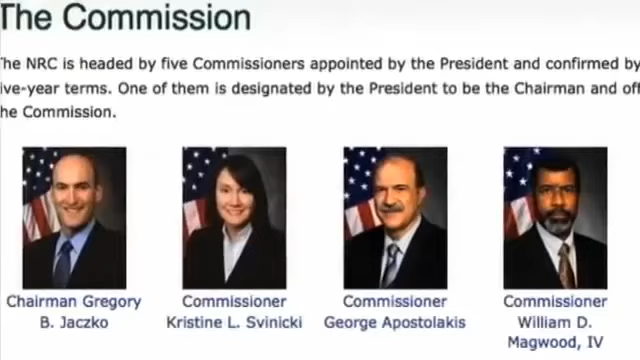 The Commission
The NRC is headed by five Commissioners appointed by the President and confirmed by
ive-year terms. One of them is designated by the President to be the Chairman and off
he Commission.
Chairman Gregory
B. Jaczko
Commissioner
Kristine L. Svinicki
Commissioner
George Apostolakis
Commissioner
William D.
Magwood, IV